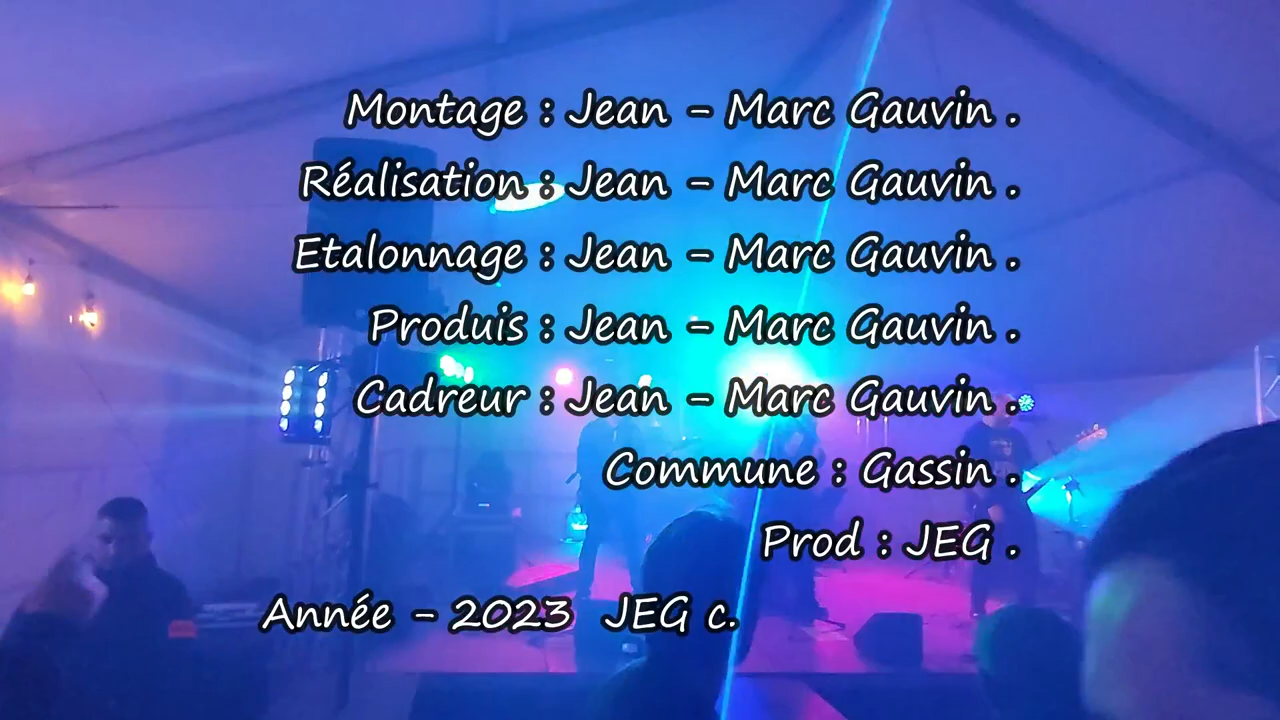 Montage : Jean - Marc Gauvin .
Réalisation : Jean - Marc Gauvin .
Etalonnage : Jean - Marc Gauvin .
Produis : Jean - Marc Gauvin .
Cadreur : Jean - Marc Gauvin .
Commune : Gassin .
Prod : JEG .
Année - 2023  JEG c.